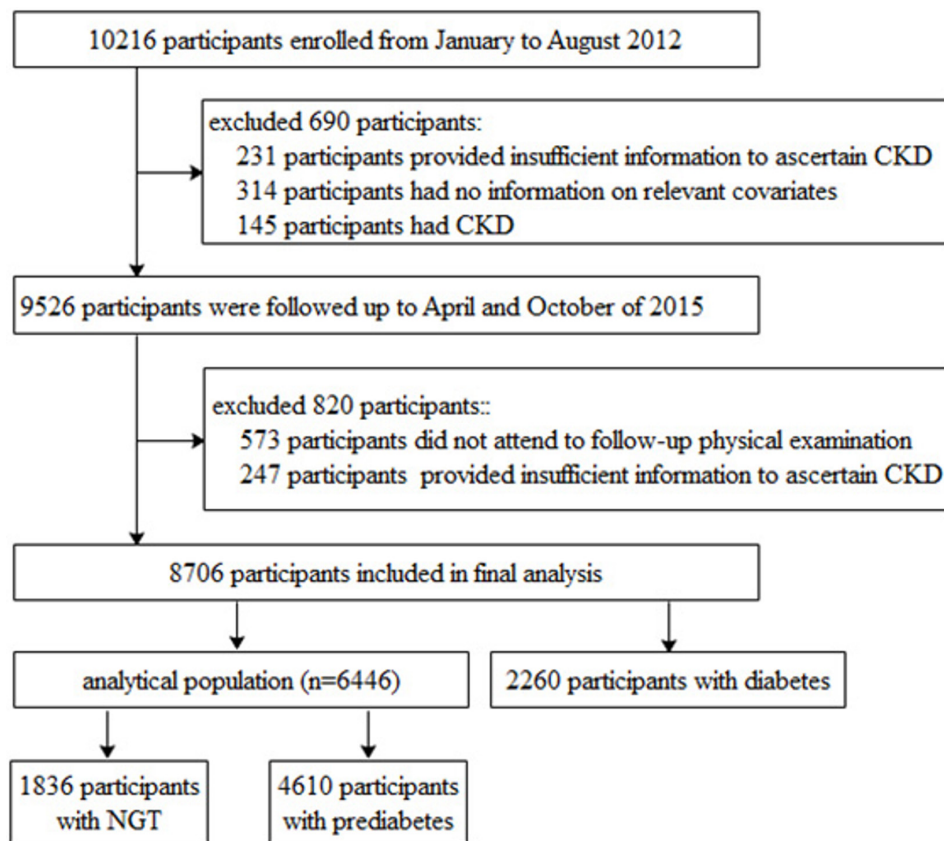 10216 participants enrolled from January to August 2012
excluded 690 participants:
231 participants provided insufficient information to ascertain CKD
314 participants had no information on relevant covariates
145 participants had CKD
9526 participants were followed up to April and October of 2015
excluded 820 participants::
573 participants did not attend to follow-up physical examination
247 participants provided insufficient information to ascertain CKD
8706 participants included in final analysis
analytical population (n=6446)
2260 participants with diabetes
1836 participants
with NGT
4610 participants
with prediabetes